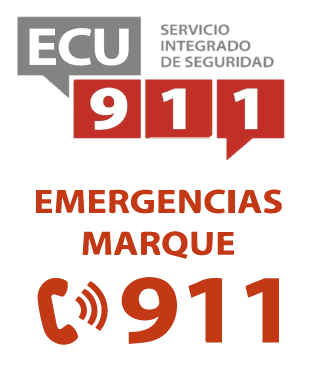 ECU
SERVICIO
INTEGRADO
DE SEGURIDAD
911
EMERGENCIAS
MARQUE
911